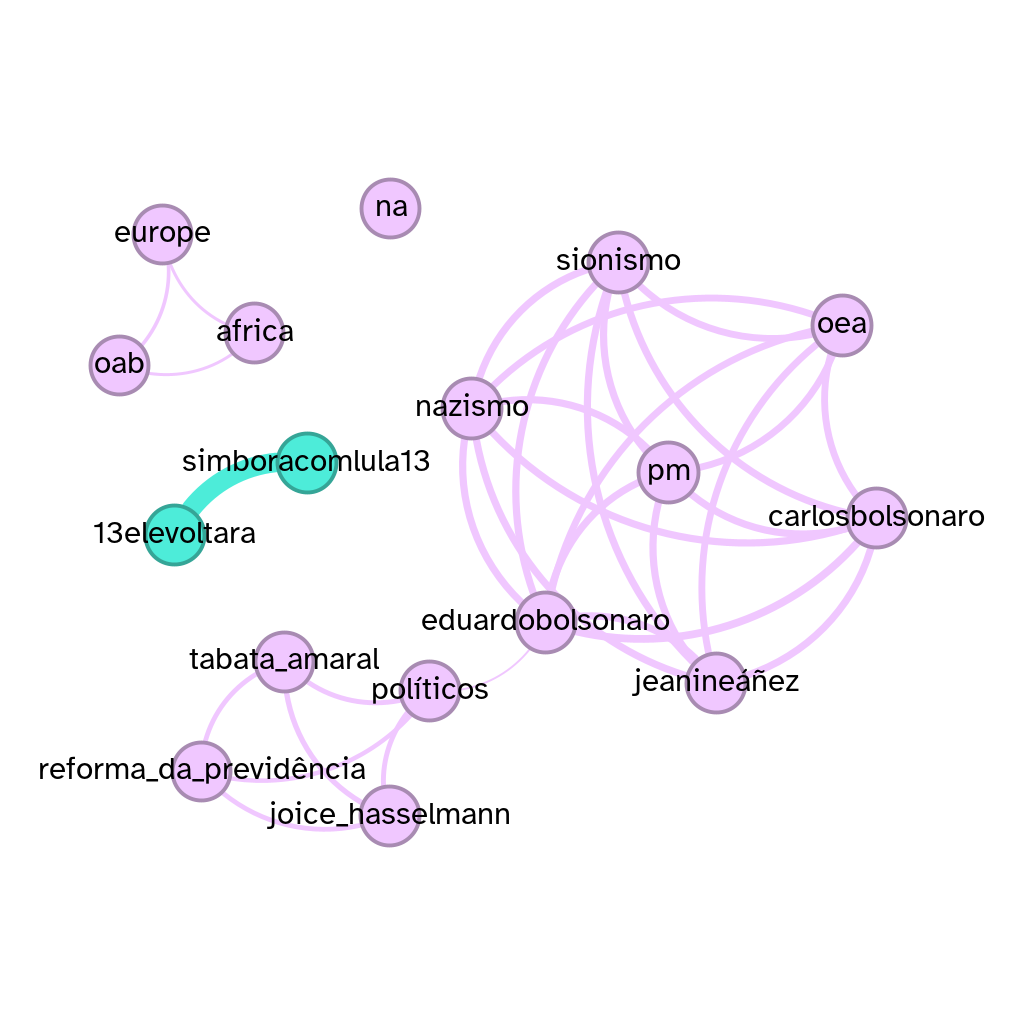 na
europe
sionismo
oea
africa
oab
nazismo
simboracomlula13
pm
carlosbolsonaro
13elevoltara
eduardobolsonaro
tabata_amaral
jeanineáñez
políticos
reforma_da_previdência
joice_hasselmann